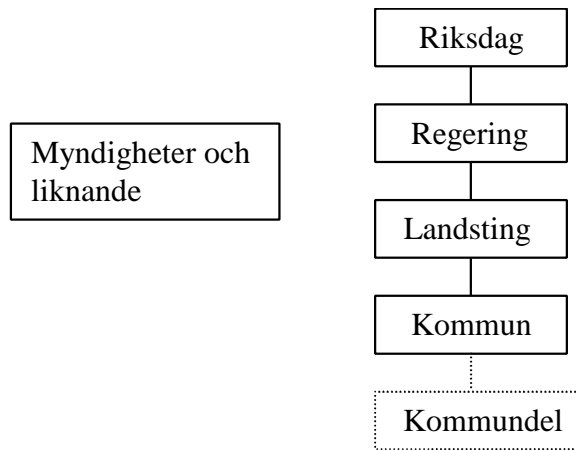 Riksdag
Myndigheter och
liknande
Regering
Landsting
Kommun
Kommundel